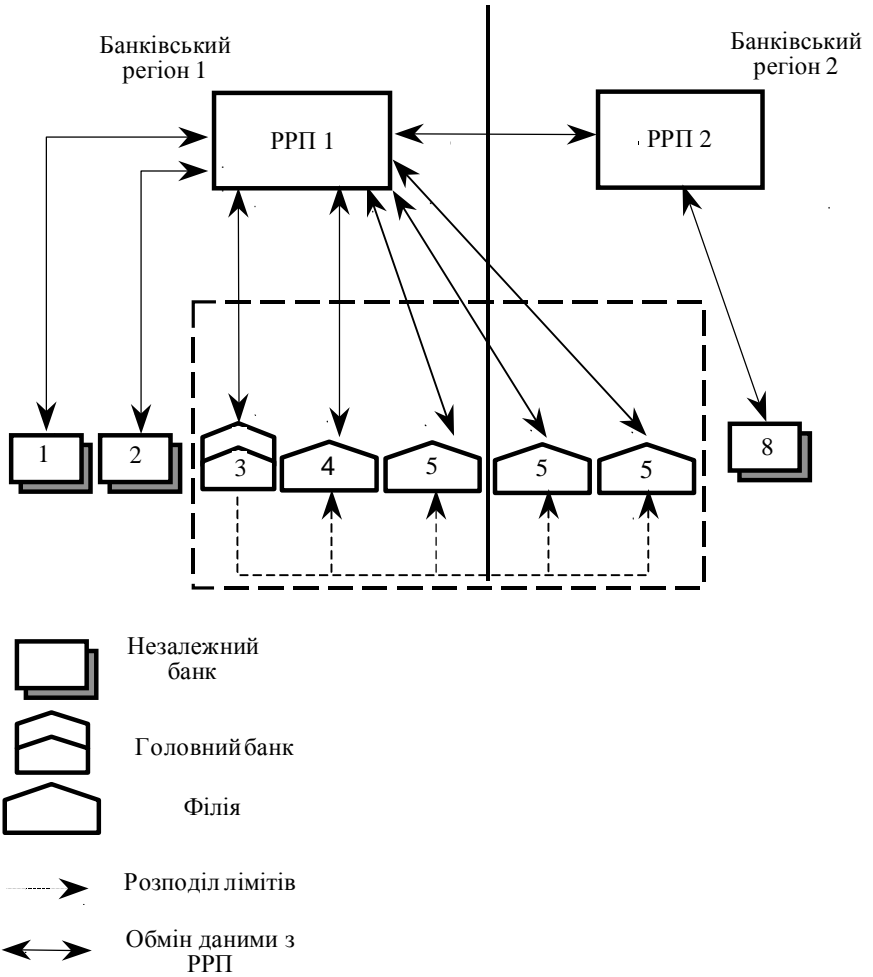 Банківський
регіон 1
Банківський
регіон 2
РРП 1
РРП 2
1
2
3
4
5
5
5
8
Незалежний
банк
Головний банк
Філія
Розподіл лімітів
Обмін даними з
РРП